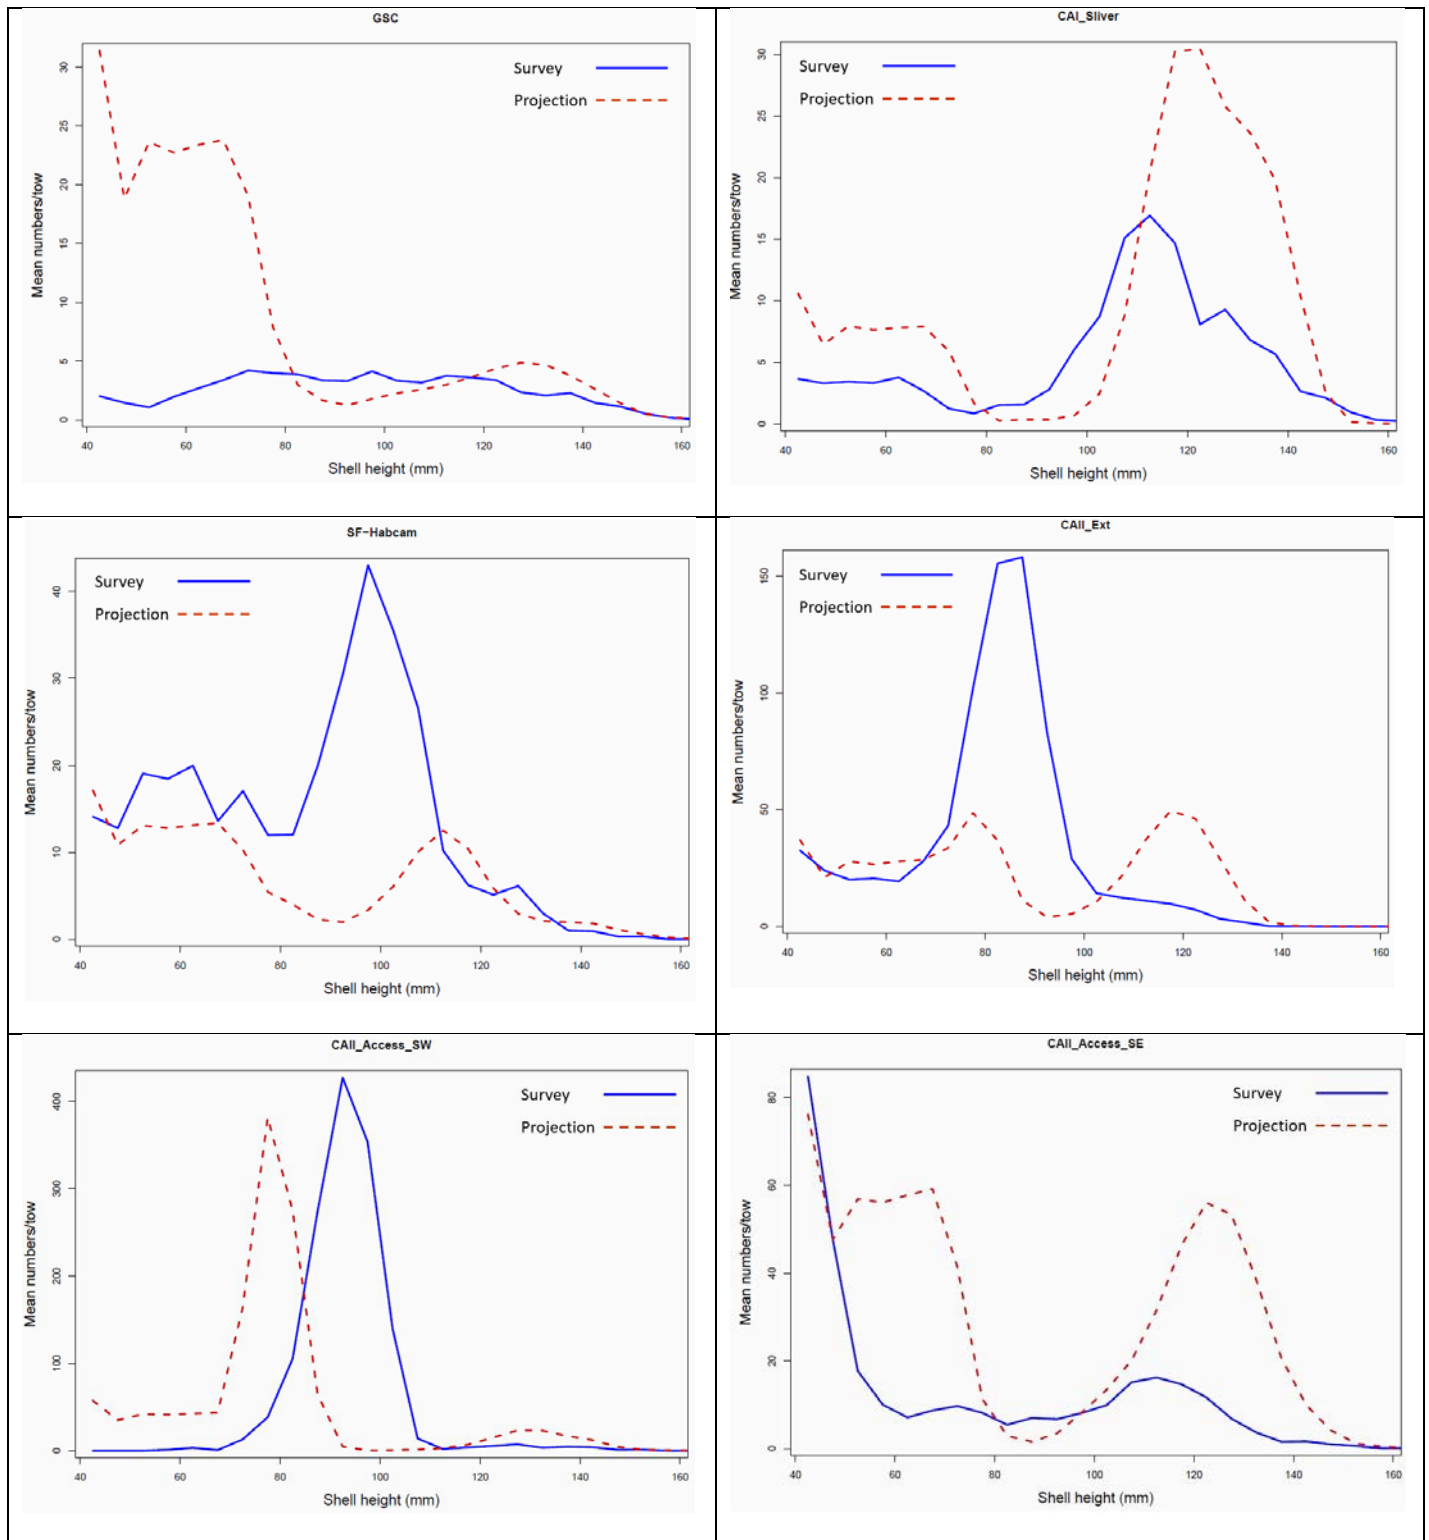 GSC
Survey
Projection
Mean numbers/tow
30
25
20
15
10
5
0
40 60 80 100 120 140 160
Shell height (mm)
CAI_Sliver
Survey
Projection
Mean numbers/tow
30
25
20
15
10
5
0
40 60 80 100 120 140 160
Shell height (mm)
SF-Habcam
Survey
Projection
Mean numbers/tow
40
30
20
10
0
40 60 80 100 120 140 160
Shell height (mm)
CAII_Ext
Survey
Projection
Mean numbers/tow
150
100
50
0
40 60 80 100 120 140 160
Shell height (mm)
CAII_Access_SW
Survey
Projection
Mean numbers/tow
400
300
200
100
0
40 60 80 100 120 140 160
Shell height (mm)
CAII_Access_SE
Survey
Projection
Mean numbers/tow
80
60
40
20
0
40 60 80 100 120 140 160
Shell height (mm)